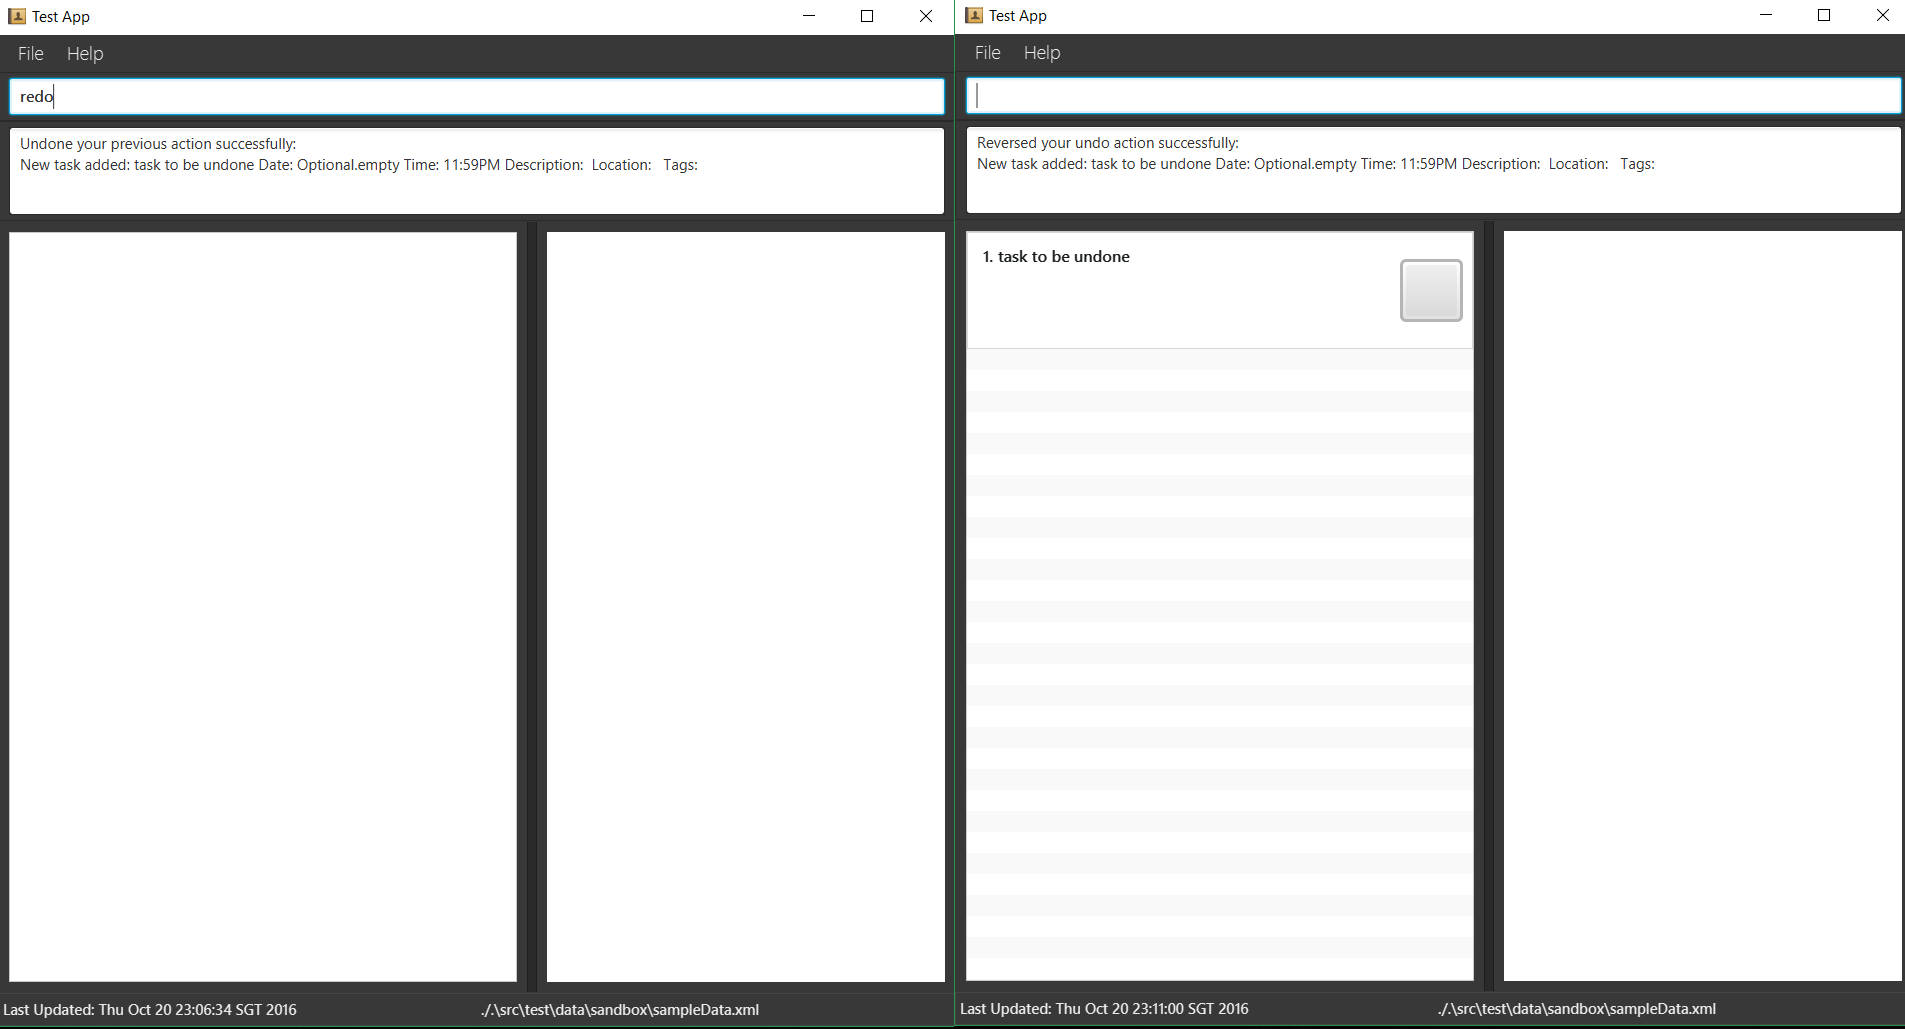 Test App
File Help
redo
Undone your previous action successfully:
New task added: task to be undone Date: Optional.empty Time: 11:59PM Description:  Location:   Tags:
Last Updated: Thu Oct 20 23:06:34 SGT 2016
./.\src\test\data\sandbox\sampleData.xml
Test App
File Help
Reversed your undo action successfully:
New task added: task to be undone Date: Optional.empty Time: 11:59PM Description:  Location:   Tags:
1. task to be undone
Last Updated: Thu Oct 20 23:11:00 SGT 2016
./.\src\test\data\sandbox\sampleData.xml